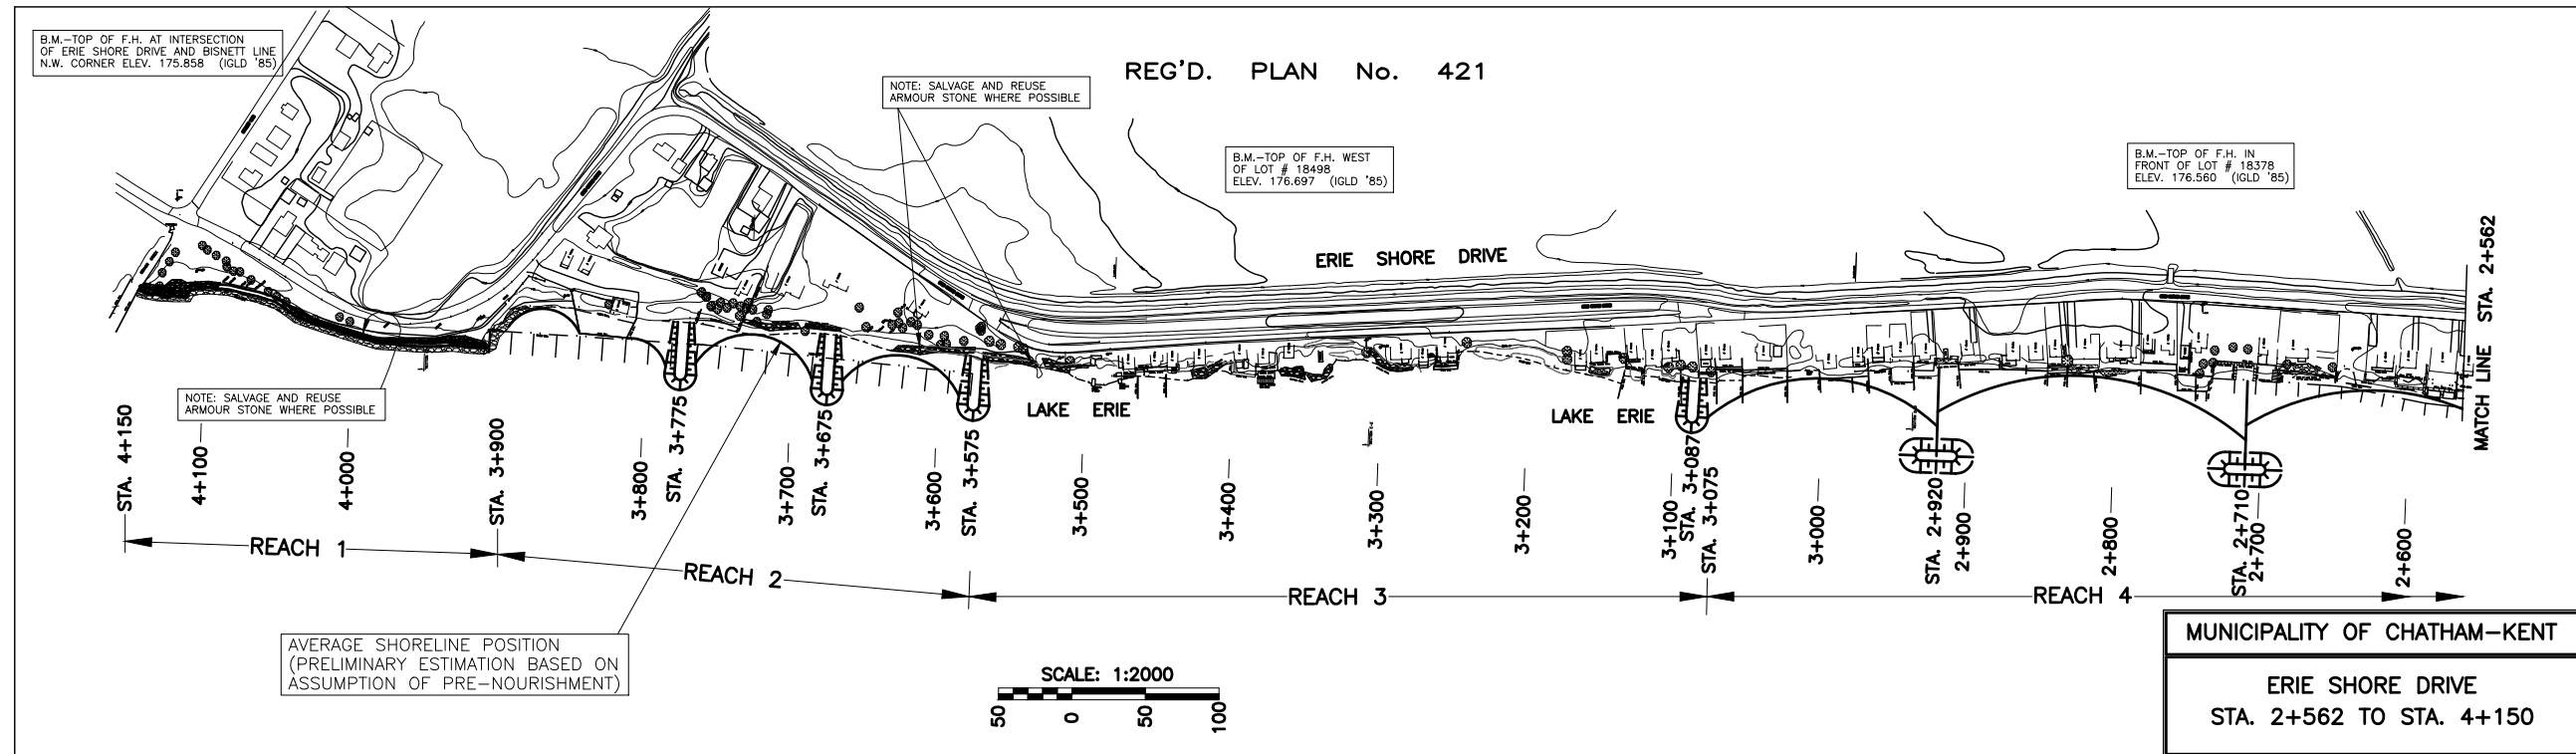 B.M.-TOP OF F.H. AT INTERSECTION
OF ERIE SHORE DRIVE AND BISNETT LINE
N.W. CORNER ELEV. 175.858 (IGLD '85)
NOTE: SALVAGE AND REUSE
ARMOUR STONE WHERE POSSIBLE
REG'D. PLAN No. 421
B.M.-TOP OF F.H. WEST
OF LOT # 18498
ELEV. 176.697 (IGLD '85)
B.M.-TOP OF F.H. IN
FRONT OF LOT # 18378
ELEV. 176.560 (IGLD '85)
ERIE SHORE DRIVE
MATCH LINE STA. 2+562
NOTE: SALVAGE AND REUSE
ARMOUR STONE WHERE POSSIBLE
LAKE ERIE
LAKE ERIE
STA. 4+150
4+100
4+000
STA. 3+900
3+800
STA. 3+775
3+700
STA. 3+675
3+600
STA. 3+575
3+500
3+400
3+300
3+200
3+100
STA. 3+087
STA. 3+075
3+000
STA. 2+920
2+900
2+800
STA. 2+710
2+700
2+600
REACH 1
REACH 2
REACH 3
REACH 4
AVERAGE SHORELINE POSITION
(PRELIMINARY ESTIMATION BASED ON
ASSUMPTION OF PRE-NOURISHMENT)
SCALE: 1:2000
50 0 50 100
MUNICIPALITY OF CHATHAM-KENT
ERIE SHORE DRIVE
STA. 2+562 TO STA. 4+150